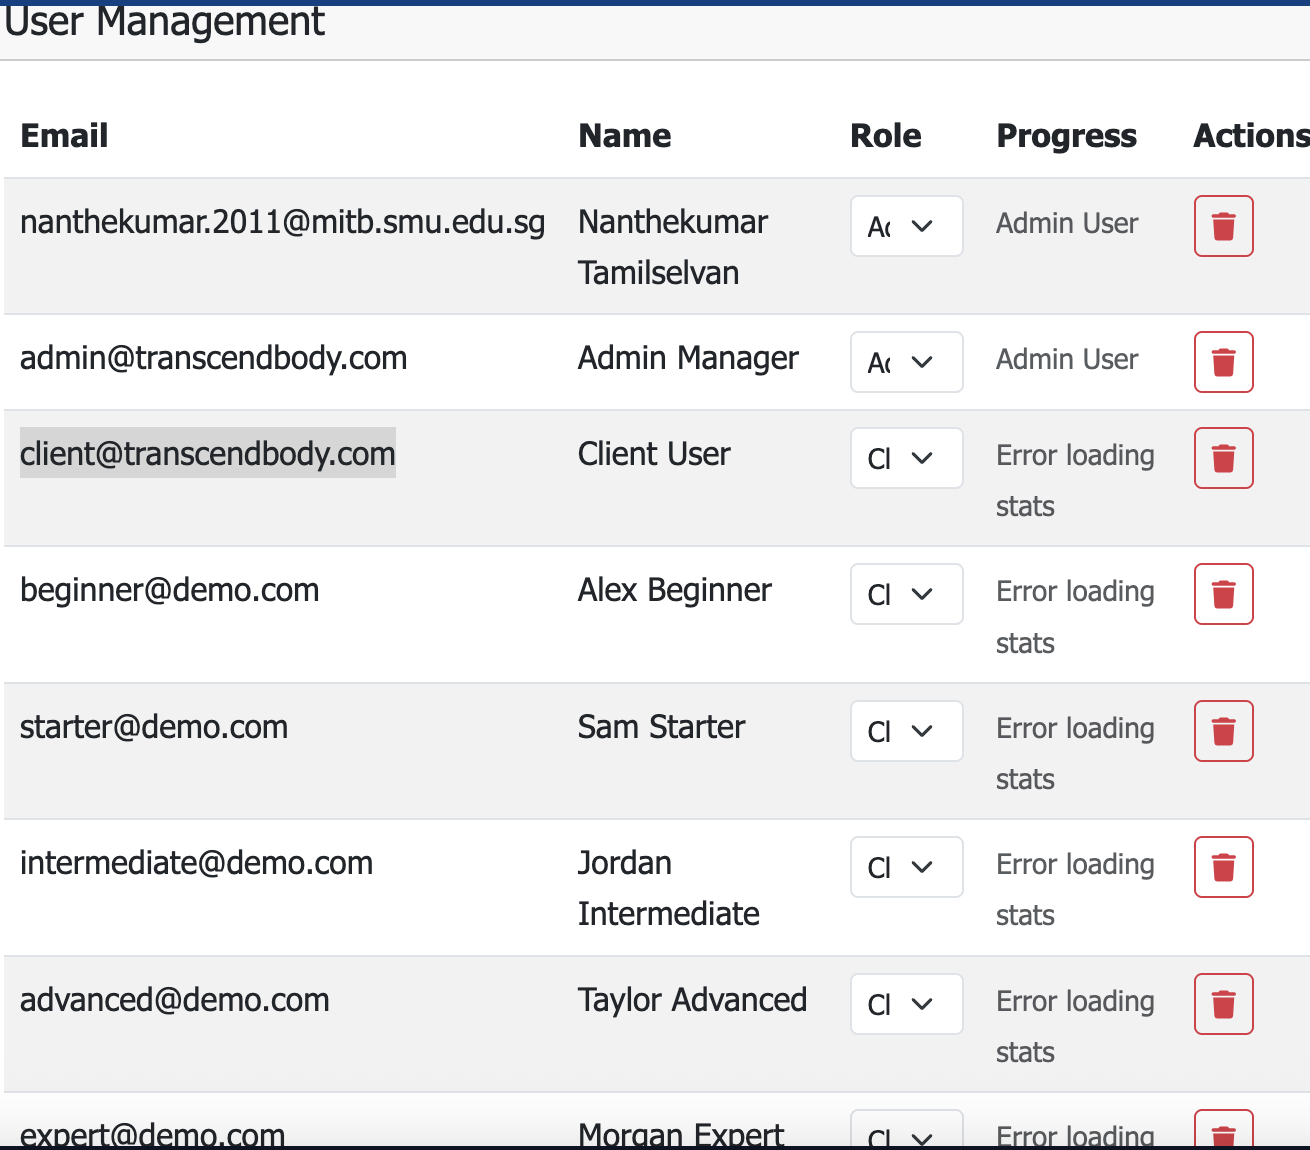 User Management
Email Name Role Progress Actions
nanthekumar.2011@mitb.smu.edu.sg Nanthekumar Ac Admin User
Tamilselvan
admin@transcendbody.com Admin Manager Ac Admin User
client@transcendbody.com Client User Cl Error loading
stats
beginner@demo.com Alex Beginner Cl Error loading
stats
starter@demo.com Sam Starter Cl Error loading
stats
intermediate@demo.com Jordan Cl Error loading
Intermediate stats
advanced@demo.com Taylor Advanced Cl Error loading
stats
expert@demo.com Morgan Expert Cl Error loading